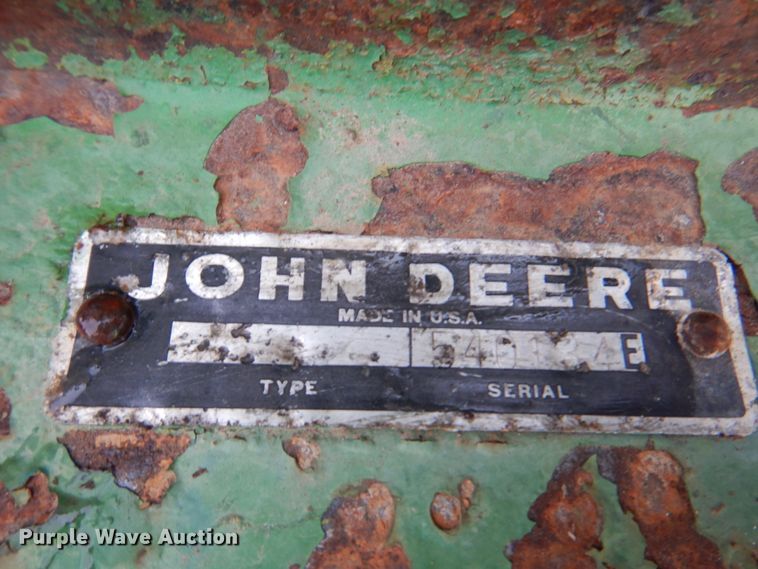 JOHN DEERE
MADE IN U.S.A.
TYPE SERIAL
Purple Wave Auction